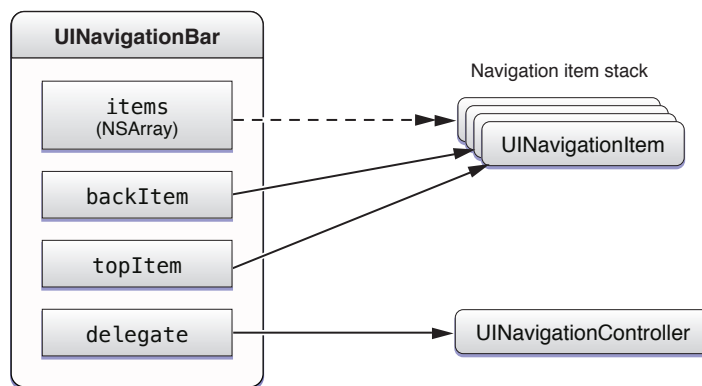 UINavigationBar
Navigation item stack
items
(NSArray)
UINavigationItem
backItem
topItem
delegate
UINavigationController